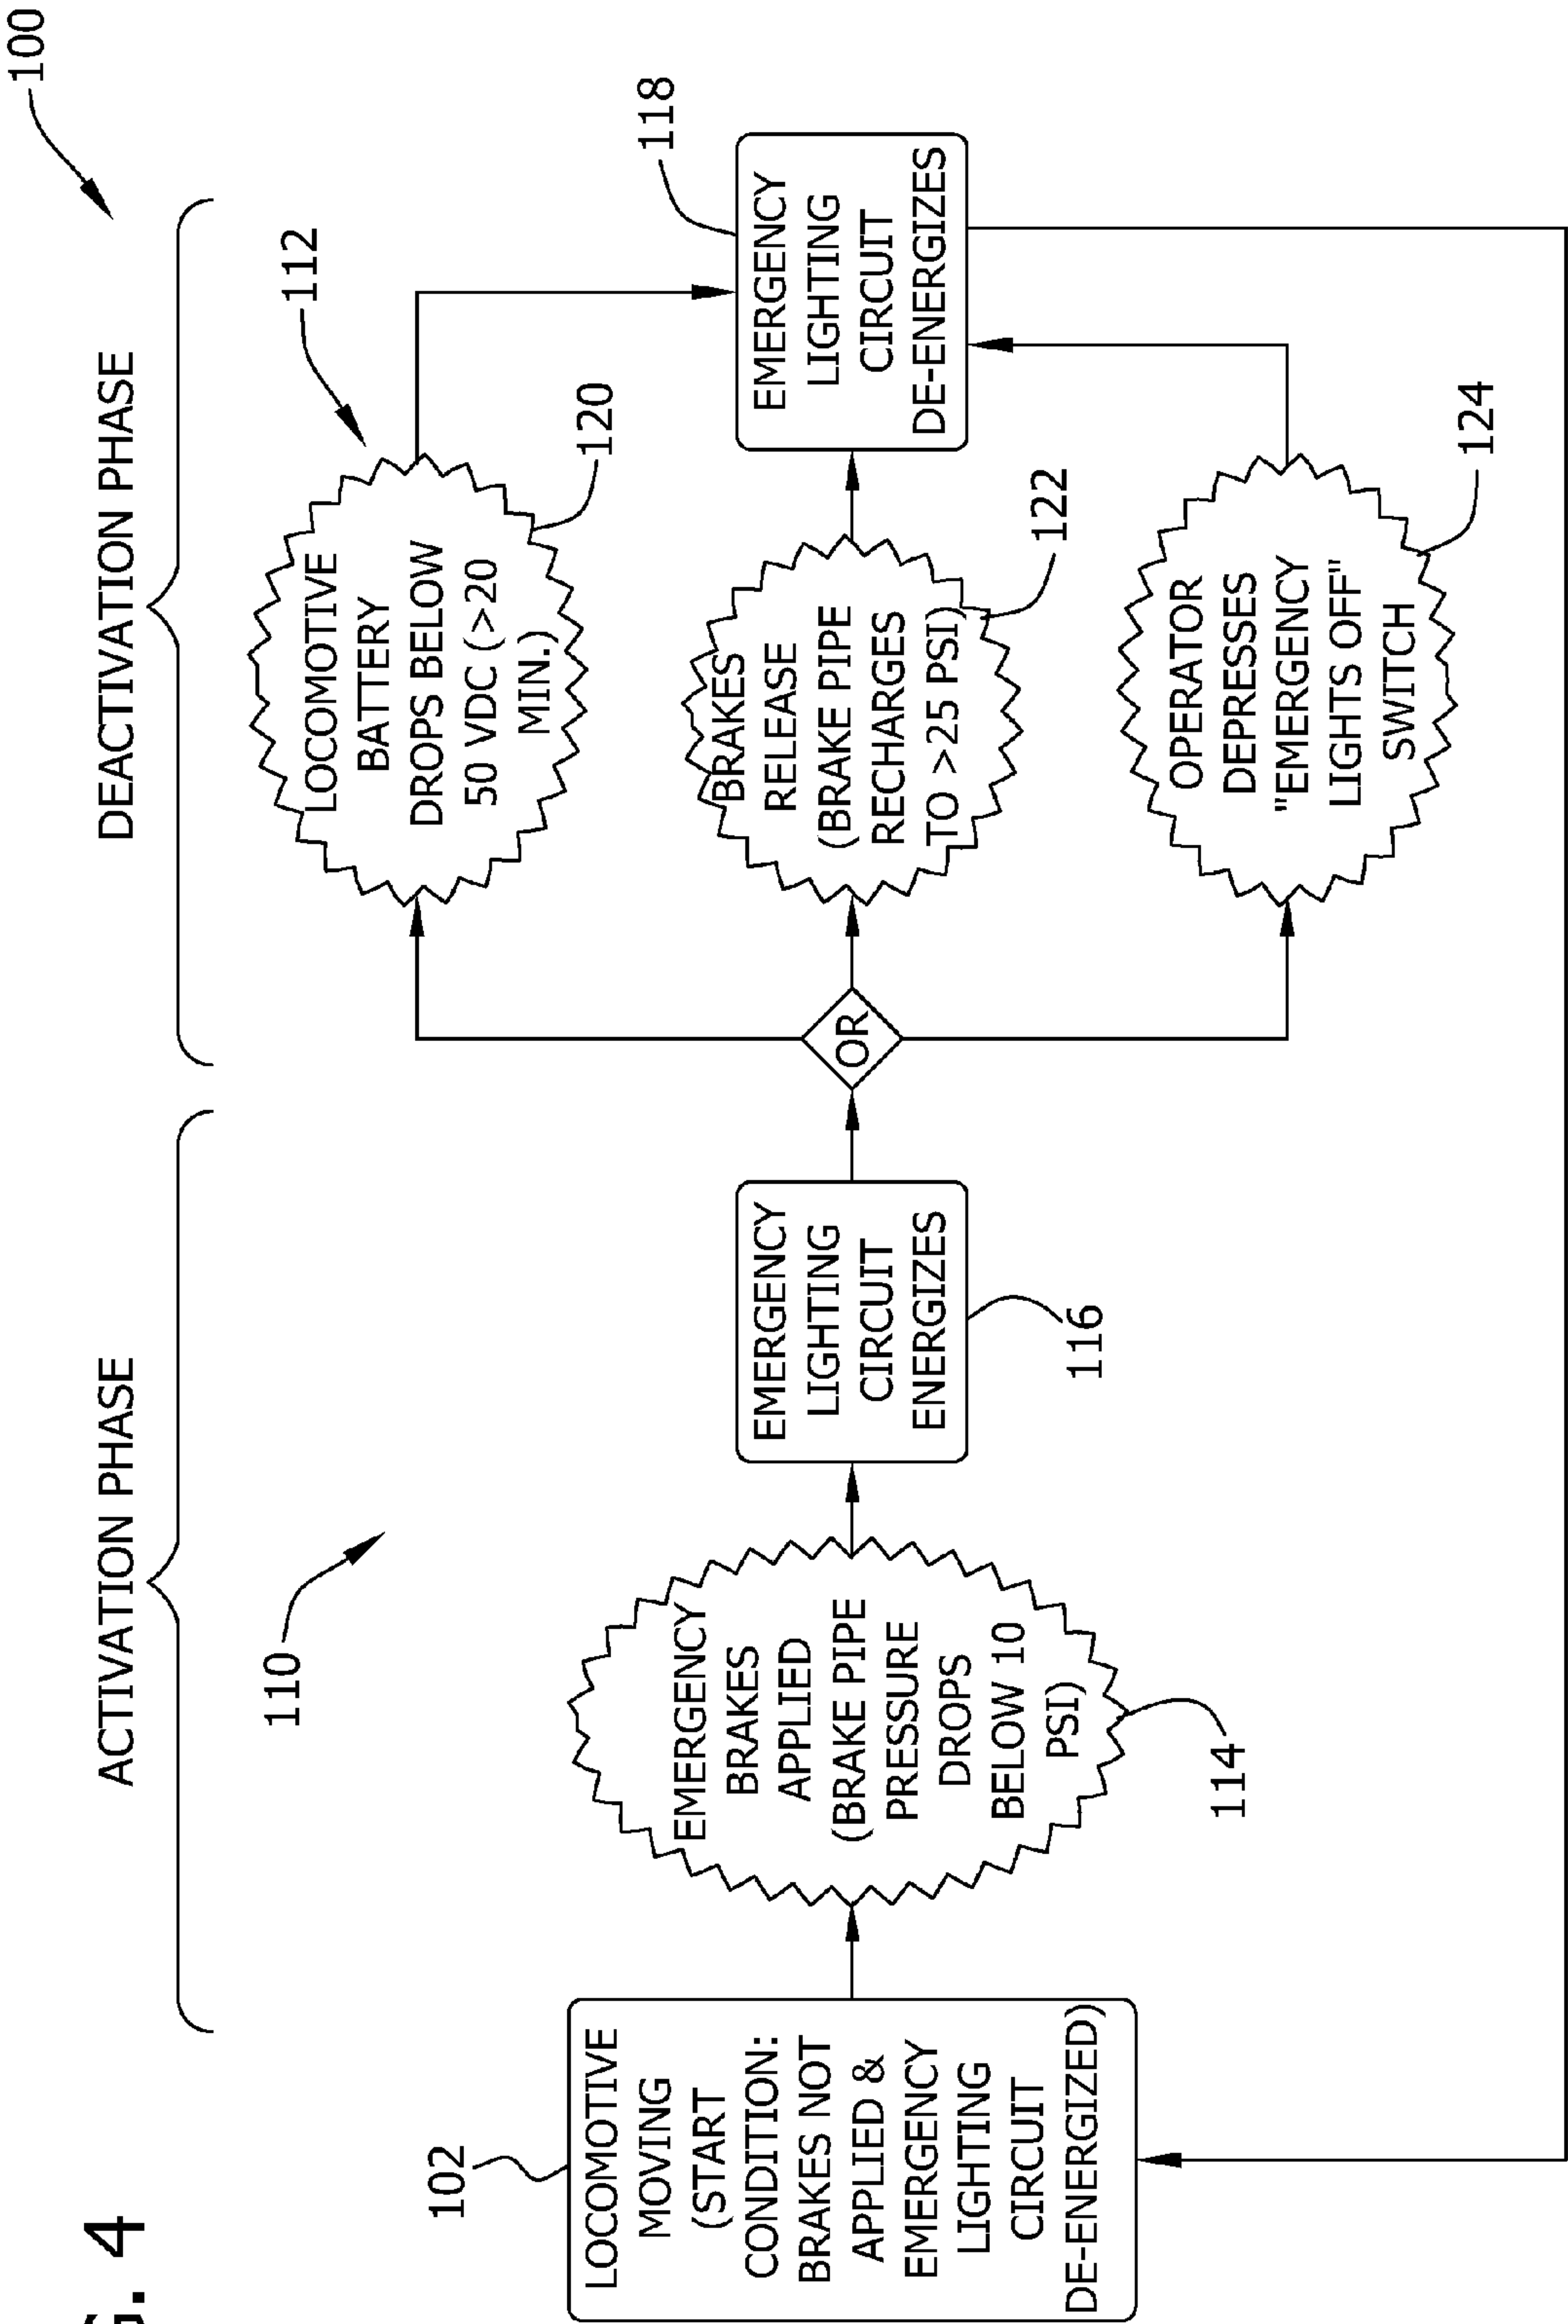 G. 4
100
ACTIVATION PHASE
DEACTIVATION PHASE
110
112
102
LOCOMOTIVE
MOVING
(START
CONDITION:
BRAKES NOT
APPLIED &
EMERGENCY
LIGHTING
CIRCUIT
DE-ENERGIZED)
EMERGENCY
BRAKES
APPLIED
(BRAKE PIPE
PRESSURE
DROPS
BELOW 10
PSI)
114
EMERGENCY
LIGHTING
CIRCUIT
ENERGIZES
116
OR
LOCOMOTIVE
BATTERY
DROPS BELOW
50 VDC (>20
MIN.)
120
BRAKES
RELEASE
(BRAKE PIPE
RECHARGES
TO >25 PSI)
122
OPERATOR
DEPRESSES
"EMERGENCY
LIGHTS OFF"
SWITCH
124
118
EMERGENCY
LIGHTING
CIRCUIT
DE-ENERGIZES